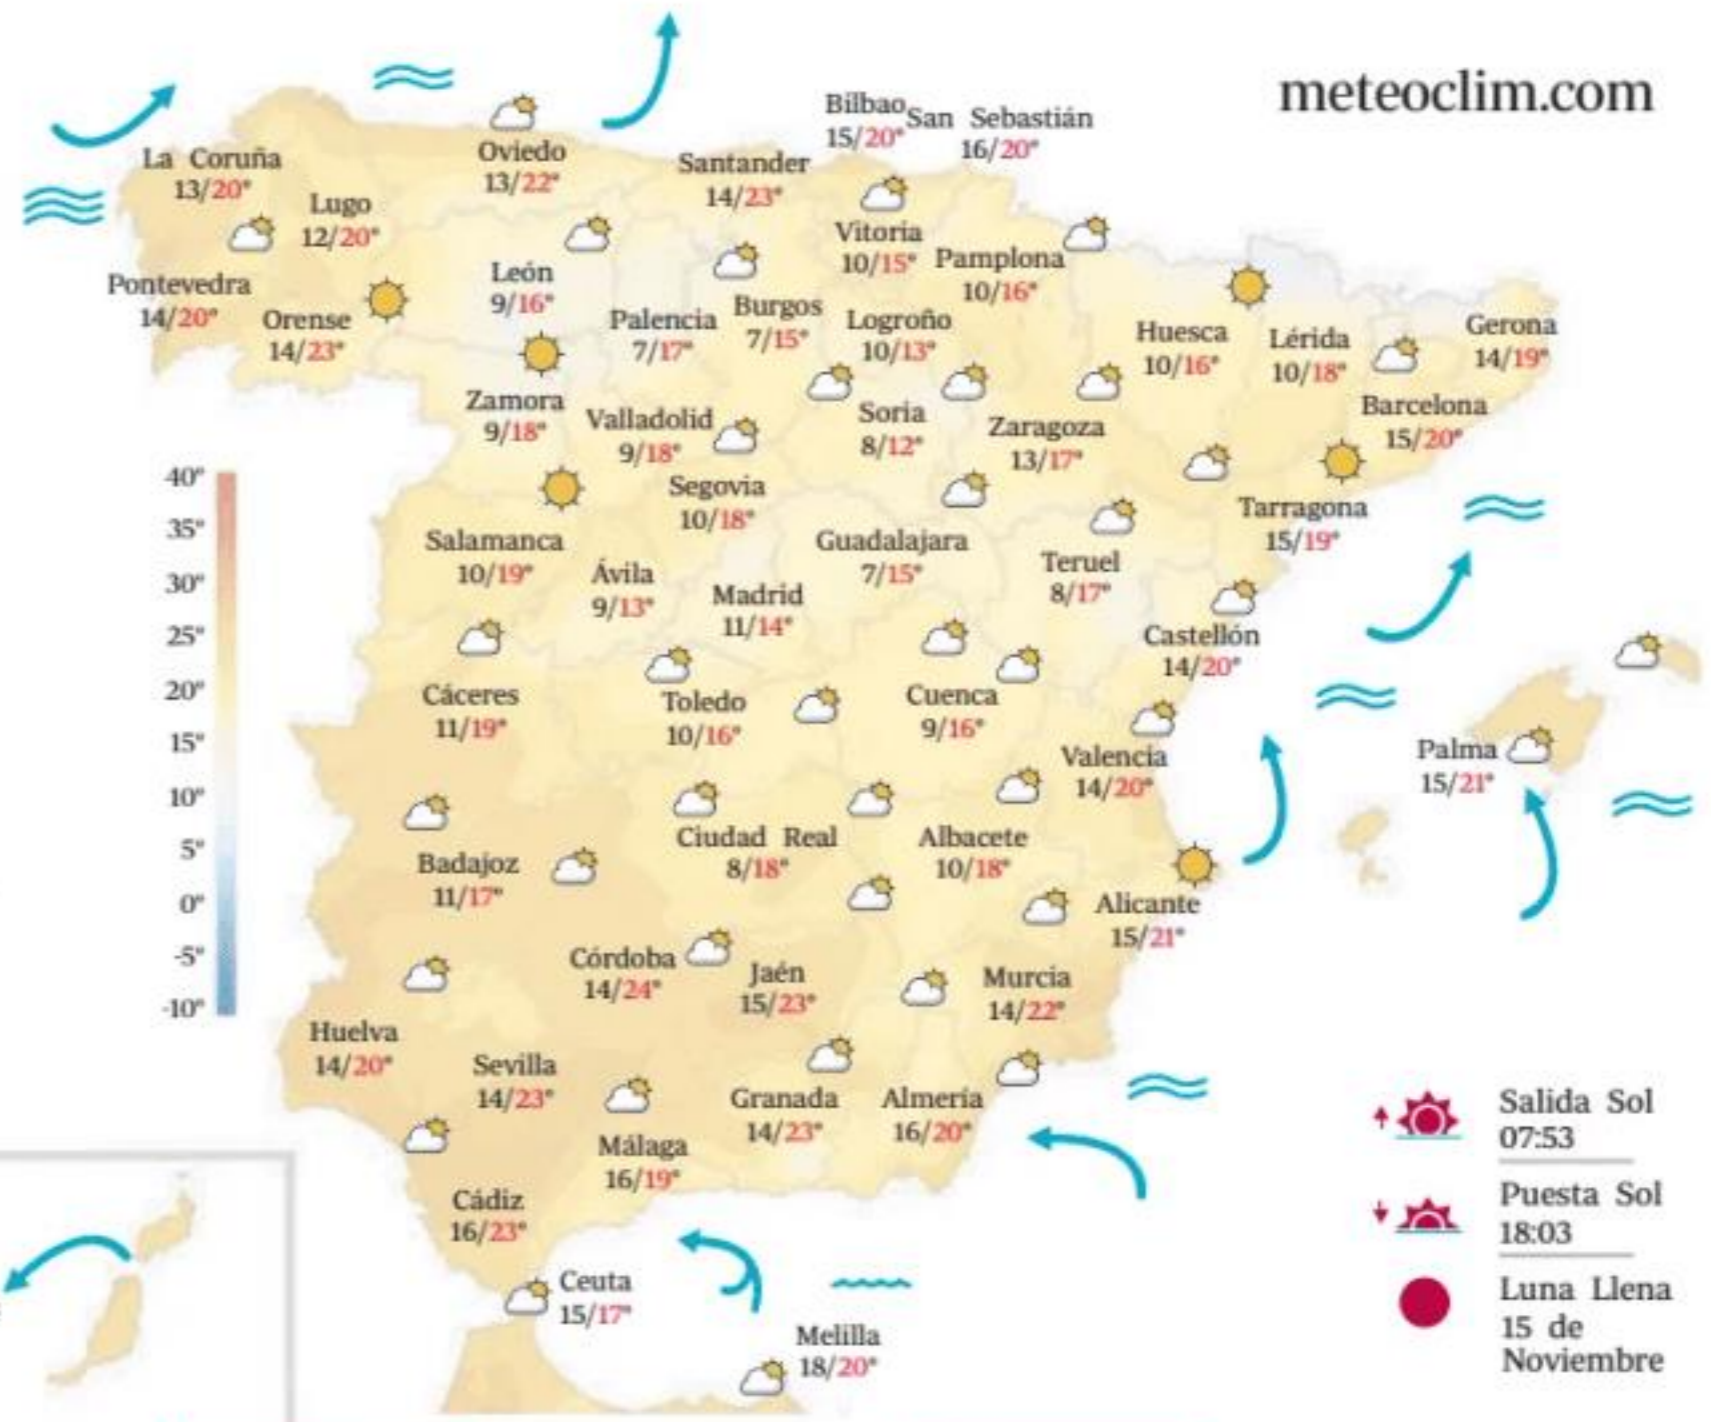 meteoclim.com
Bilbao
15/20°
San Sebastián
16/20°
La Coruña
13/20°
Oviedo
13/22°
Santander
14/23°
Lugo
12/20°
Vitoria
10/15°
Pamplona
10/16°
Pontevedra
14/20°
León
9/16°
Orense
14/23°
Palencia
7/17°
Burgos
7/15°
Logroño
10/13°
Huesca
10/16°
Lérida
10/18°
Gerona
14/19°
Zamora
9/18°
Valladolid
9/18°
Soria
8/12°
Zaragoza
13/17°
Barcelona
15/20°
Segovia
10/18°
Tarragona
15/19°
Salamanca
10/19°
Ávila
9/13°
Madrid
11/14°
Guadalajara
7/15°
Teruel
8/17°
Castellón
14/20°
Cáceres
11/19°
Toledo
10/16°
Cuenca
9/16°
Valencia
14/20°
Palma
15/21°
Badajoz
11/17°
Ciudad Real
8/18°
Albacete
10/18°
Alicante
15/21°
Córdoba
14/24°
Jaén
15/23°
Murcia
14/22°
Huelva
14/20°
Sevilla
14/23°
Granada
14/23°
Almería
16/20°
Málaga
16/19°
Cádiz
16/23°
Ceuta
15/17°
Melilla
18/20°
40°
35°
30°
25°
20°
15°
10°
5°
0°
-5°
-10°
Salida Sol
07:53
Puesta Sol
18:03
Luna Llena
15 de
Noviembre